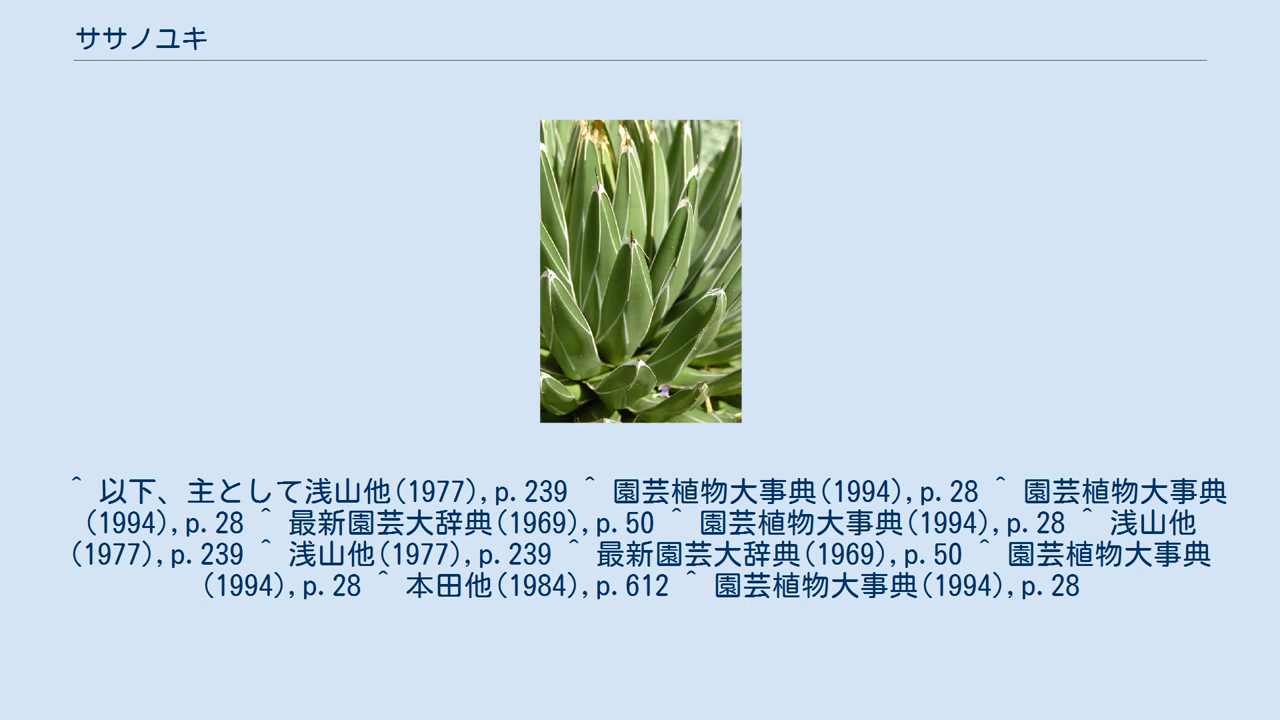 ササノユキ
^ 以下、主として浅山他(1977),p.239 ^ 園芸植物大事典(1994),p.28 ^ 園芸植物大事典
(1994),p.28 ^ 最新園芸大辞典(1969),p.50 ^ 園芸植物大事典(1994),p.28 ^ 浅山他
(1977),p.239 ^ 浅山他(1977),p.239 ^ 最新園芸大辞典(1969),p.50 ^ 園芸植物大事典
(1994),p.28 ^ 本田他(1984),p.612 ^ 園芸植物大事典(1994),p.28